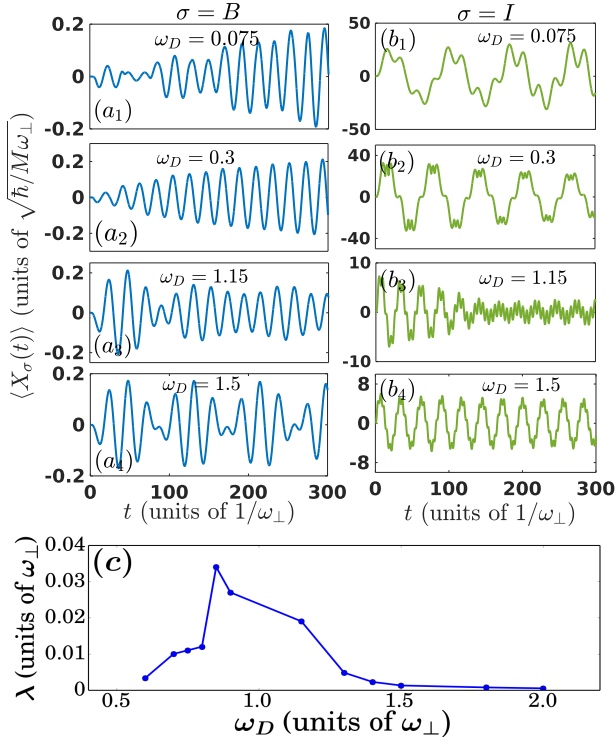 σ = B
σ = I
⟨X_σ(t)⟩ (units of √ℏ/Mω_⊥)
0.2
0
-0.2
ω_D = 0.075
(a_1)
50
0
-50
(b_1)
ω_D = 0.075
0.2
0
-0.2
ω_D = 0.3
(a_2)
40
0
-40
(b_2)
ω_D = 0.3
0.2
0
-0.2
ω_D = 1.15
(a_3)
10
0
-10
(b_3)
ω_D = 1.15
0.2
0
-0.2
ω_D = 1.5
(a_4)
8
0
-8
(b_4)
ω_D = 1.5
0 100 200 300
0 100 200 300
t (units of 1/ω_⊥)
t (units of 1/ω_⊥)
(c)
λ (units of ω_⊥)
0.04
0.03
0.02
0.01
0
0.5 1.0 1.5 2.0
ω_D (units of ω_⊥)